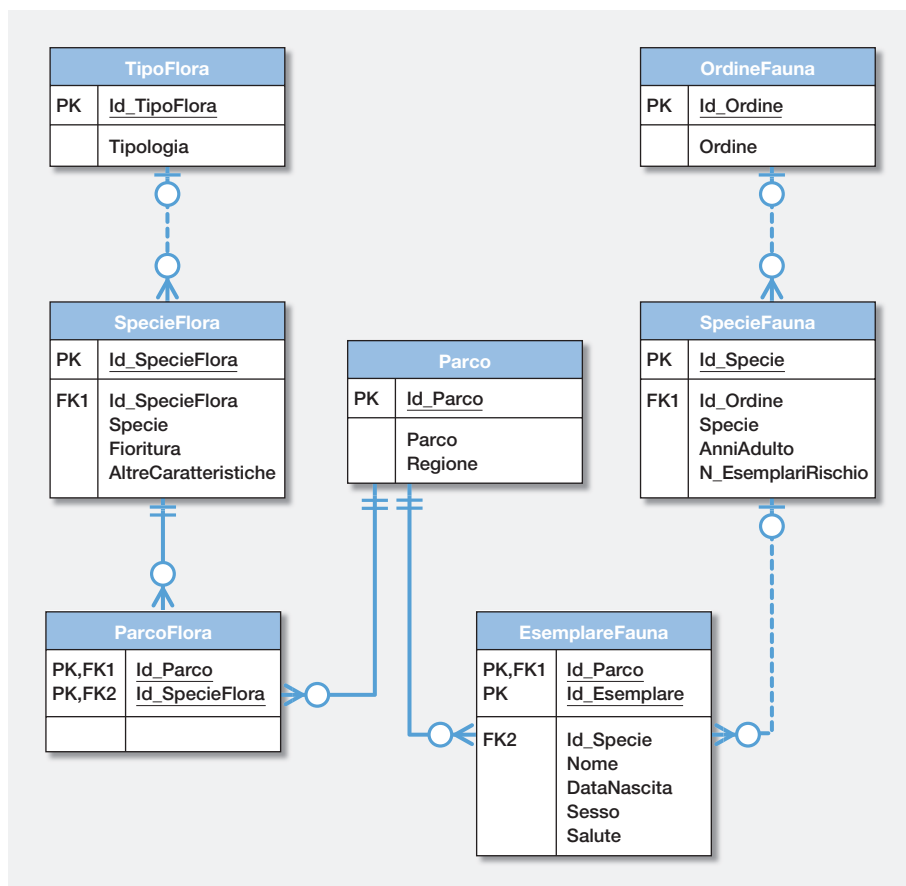 TipoFlora
PK Id_TipoFlora
Tipologia
OrdineFauna
PK Id_Ordine
Ordine
SpecieFlora
PK Id_SpecieFlora
FK1 Id_SpecieFlora
Specie
Fioritura
AltreCaratteristiche
Parco
PK Id_Parco
Parco
Regione
SpecieFauna
PK Id_Specie
FK1 Id_Ordine
Specie
AnniAdulto
N_EsemplariRischio
ParcoFlora
PK,FK1 Id_Parco
PK,FK2 Id_SpecieFlora
EsemplareFauna
PK,FK1 Id_Parco
PK Id_Esemplare
FK2 Id_Specie
Nome
DataNascita
Sesso
Salute